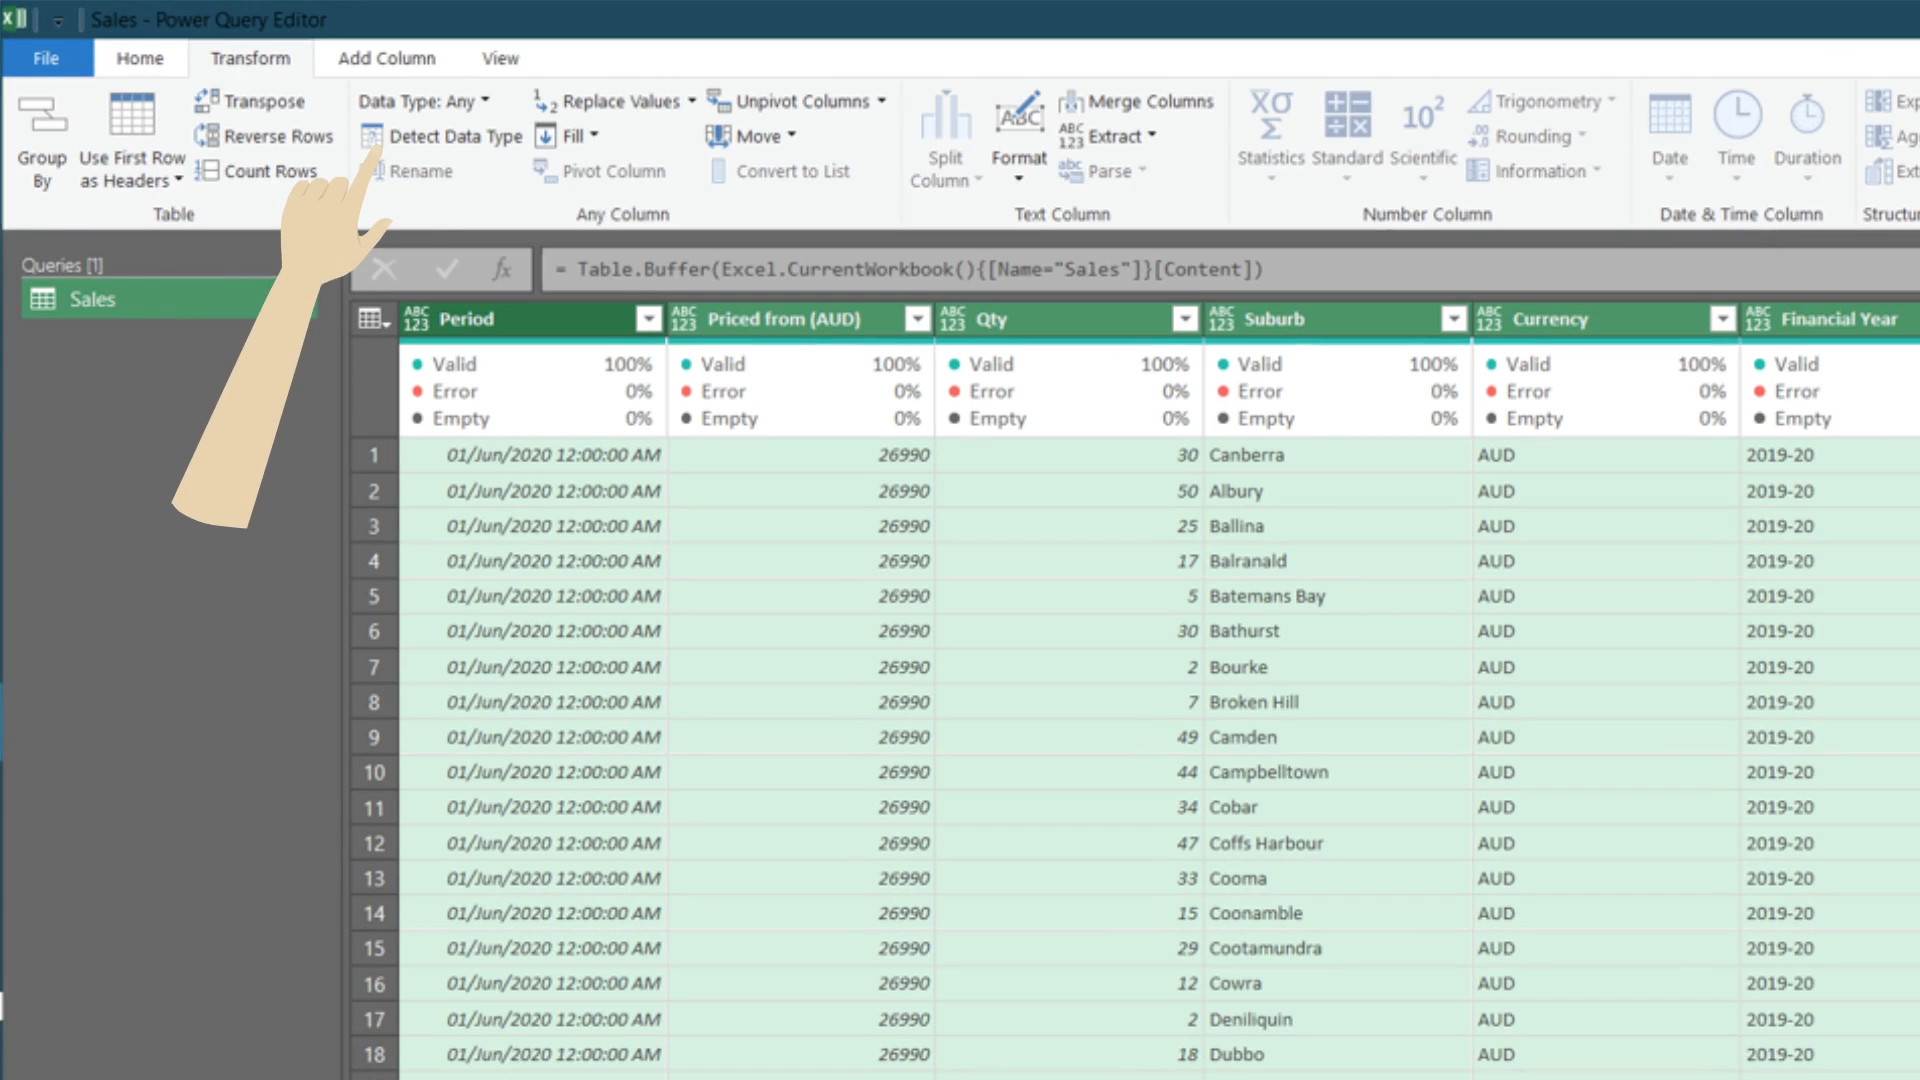 Sales - Power Query Editor
File Home Transform Add Column View
Group By
Use First Row as Headers
Transpose
Reverse Rows
Count Rows
Table
Data Type: Any
Detect Data Type
Rename
Replace Values
Fill
Pivot Column
Unpivot Columns
Move
Convert to List
Any Column
Split Column
Format
Merge Columns
Extract
Parse
Text Column
Statistics
Standard
Scientific
Trigonometry
Rounding
Information
Number Column
Date
Time
Duration
Date & Time Column
Exp
Ag
Ext
Structu
Queries [1]
Sales
fx = Table.Buffer(Excel.CurrentWorkbook(){[Name="Sales"]}[Content])
ABC 123 Period ABC 123 Priced from (AUD) ABC 123 Qty ABC 123 Suburb ABC 123 Currency ABC 123 Financial Year
Valid 100% Valid 100% Valid 100% Valid 100% Valid 100% Valid
Error 0% Error 0% Error 0% Error 0% Error 0% Error
Empty 0% Empty 0% Empty 0% Empty 0% Empty 0% Empty
1 01/Jun/2020 12:00:00 AM 26990 30 Canberra AUD 2019-20
2 01/Jun/2020 12:00:00 AM 26990 50 Albury AUD 2019-20
3 01/Jun/2020 12:00:00 AM 26990 25 Ballina AUD 2019-20
4 01/Jun/2020 12:00:00 AM 26990 17 Balranald AUD 2019-20
5 01/Jun/2020 12:00:00 AM 26990 5 Batemans Bay AUD 2019-20
6 01/Jun/2020 12:00:00 AM 26990 30 Bathurst AUD 2019-20
7 01/Jun/2020 12:00:00 AM 26990 2 Bourke AUD 2019-20
8 01/Jun/2020 12:00:00 AM 26990 7 Broken Hill AUD 2019-20
9 01/Jun/2020 12:00:00 AM 26990 49 Camden AUD 2019-20
10 01/Jun/2020 12:00:00 AM 26990 44 Campbelltown AUD 2019-20
11 01/Jun/2020 12:00:00 AM 26990 34 Cobar AUD 2019-20
12 01/Jun/2020 12:00:00 AM 26990 47 Coffs Harbour AUD 2019-20
13 01/Jun/2020 12:00:00 AM 26990 33 Cooma AUD 2019-20
14 01/Jun/2020 12:00:00 AM 26990 15 Coonamble AUD 2019-20
15 01/Jun/2020 12:00:00 AM 26990 29 Cootamundra AUD 2019-20
16 01/Jun/2020 12:00:00 AM 26990 12 Cowra AUD 2019-20
17 01/Jun/2020 12:00:00 AM 26990 2 Deniliquin AUD 2019-20
18 01/Jun/2020 12:00:00 AM 26990 18 Dubbo AUD 2019-20